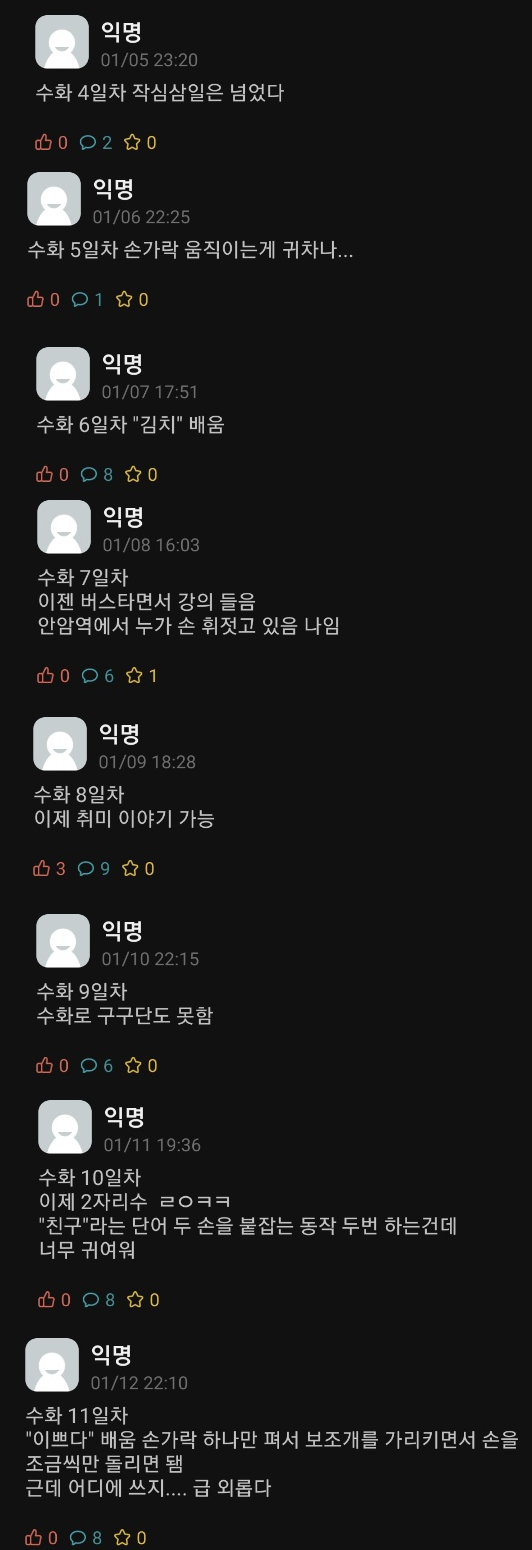 익명
01/05 23:20
수화 4일차 작심삼일은 넘었다
0 2 0
익명
01/06 22:25
수화 5일차 손가락 움직이는게 귀차나...
0 1 0
익명
01/07 17:51
수화 6일차 "김치" 배움
0 8 0
익명
01/08 16:03
수화 7일차
이젠 버스타면서 강의 들음
안암역에서 누가 손 휘젓고 있음 나임
0 6 1
익명
01/09 18:28
수화 8일차
이제 취미 이야기 가능
3 9 0
익명
01/10 22:15
수화 9일차
수화로 구구단도 못함
0 6 0
익명
01/11 19:36
수화 10일차
이제 2자리수 ㄹㅇㅋㅋ
"친구"라는 단어 두 손을 붙잡는 동작 두번 하는건데
너무 귀여워
0 8 0
익명
01/12 22:10
수화 11일차
"이쁘다" 배움 손가락 하나만 펴서 보조개를 가리키면서 손을
조금씩만 돌리면 됌
근데 어디에 쓰지.... 급 외롭다
0 8 0